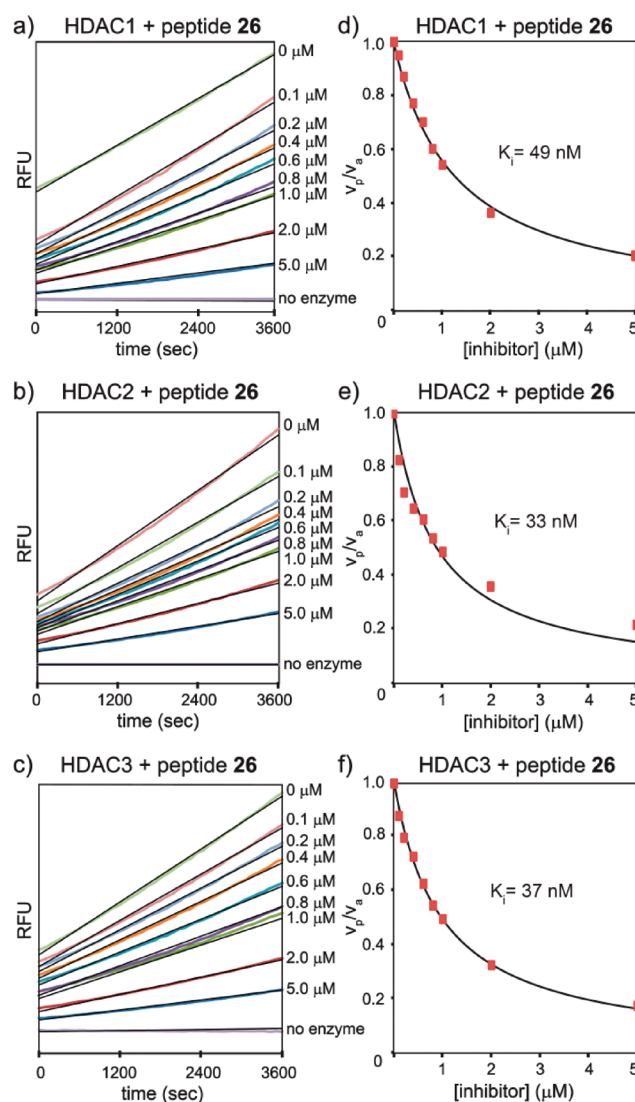 a) HDAC1 + peptide 26
RFU
0 μM
0.1 μM
0.2 μM
0.4 μM
0.6 μM
0.8 μM
1.0 μM
2.0 μM
5.0 μM
no enzyme
0 1200 2400 3600
time (sec)
d) HDAC1 + peptide 26
vp/va
1.0
0.8
0.6
0.4
0.2
0
Ki= 49 nM
1 2 3 4 5
[inhibitor] (μM)
b) HDAC2 + peptide 26
RFU
0 μM
0.1 μM
0.2 μM
0.4 μM
0.6 μM
0.8 μM
1.0 μM
2.0 μM
5.0 μM
no enzyme
0 1200 2400 3600
time (sec)
e) HDAC2 + peptide 26
vp/va
1.0
0.8
0.6
0.4
0.2
0
Ki= 33 nM
1 2 3 4 5
[inhibitor] (μM)
c) HDAC3 + peptide 26
RFU
0 μM
0.1 μM
0.2 μM
0.4 μM
0.6 μM
0.8 μM
1.0 μM
2.0 μM
5.0 μM
no enzyme
0 1200 2400 3600
time (sec)
f) HDAC3 + peptide 26
vp/va
1.0
0.8
0.6
0.4
0.2
0
Ki= 37 nM
0 1 2 3 4 5
[inhibitor] (μM)